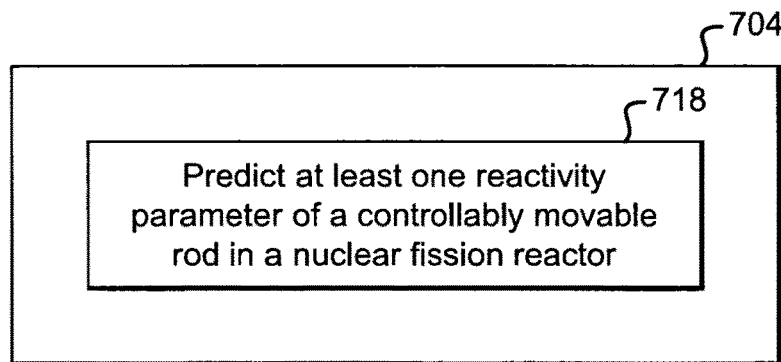 704
718
Predict at least one reactivity
parameter of a controllably movable
rod in a nuclear fission reactor